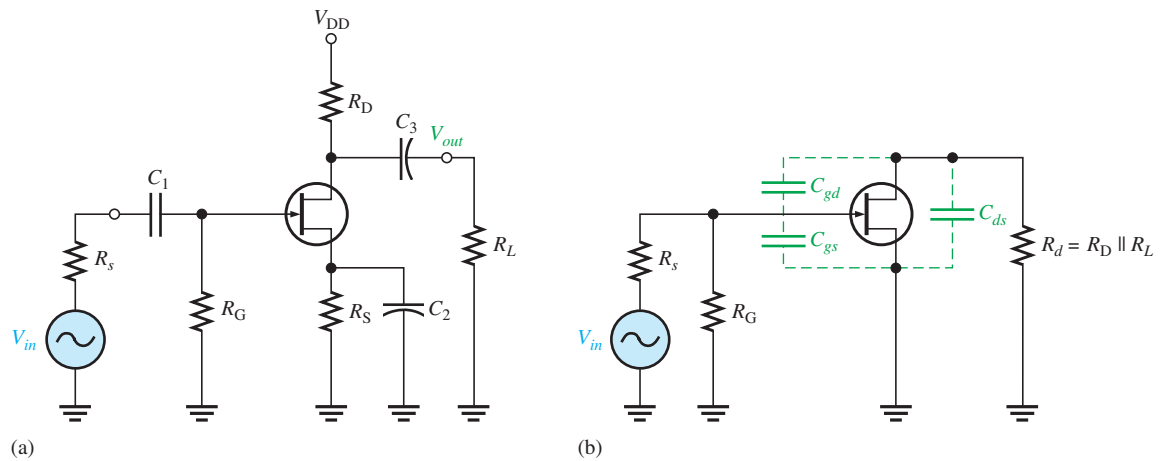 V_DD
R_D
C_3
V_out
C_1
R_s
R_G
R_S
C_2
R_L
V_in
(a)
C_gd
C_gs
C_ds
R_s
R_G
R_d = R_D ∥ R_L
V_in
(b)